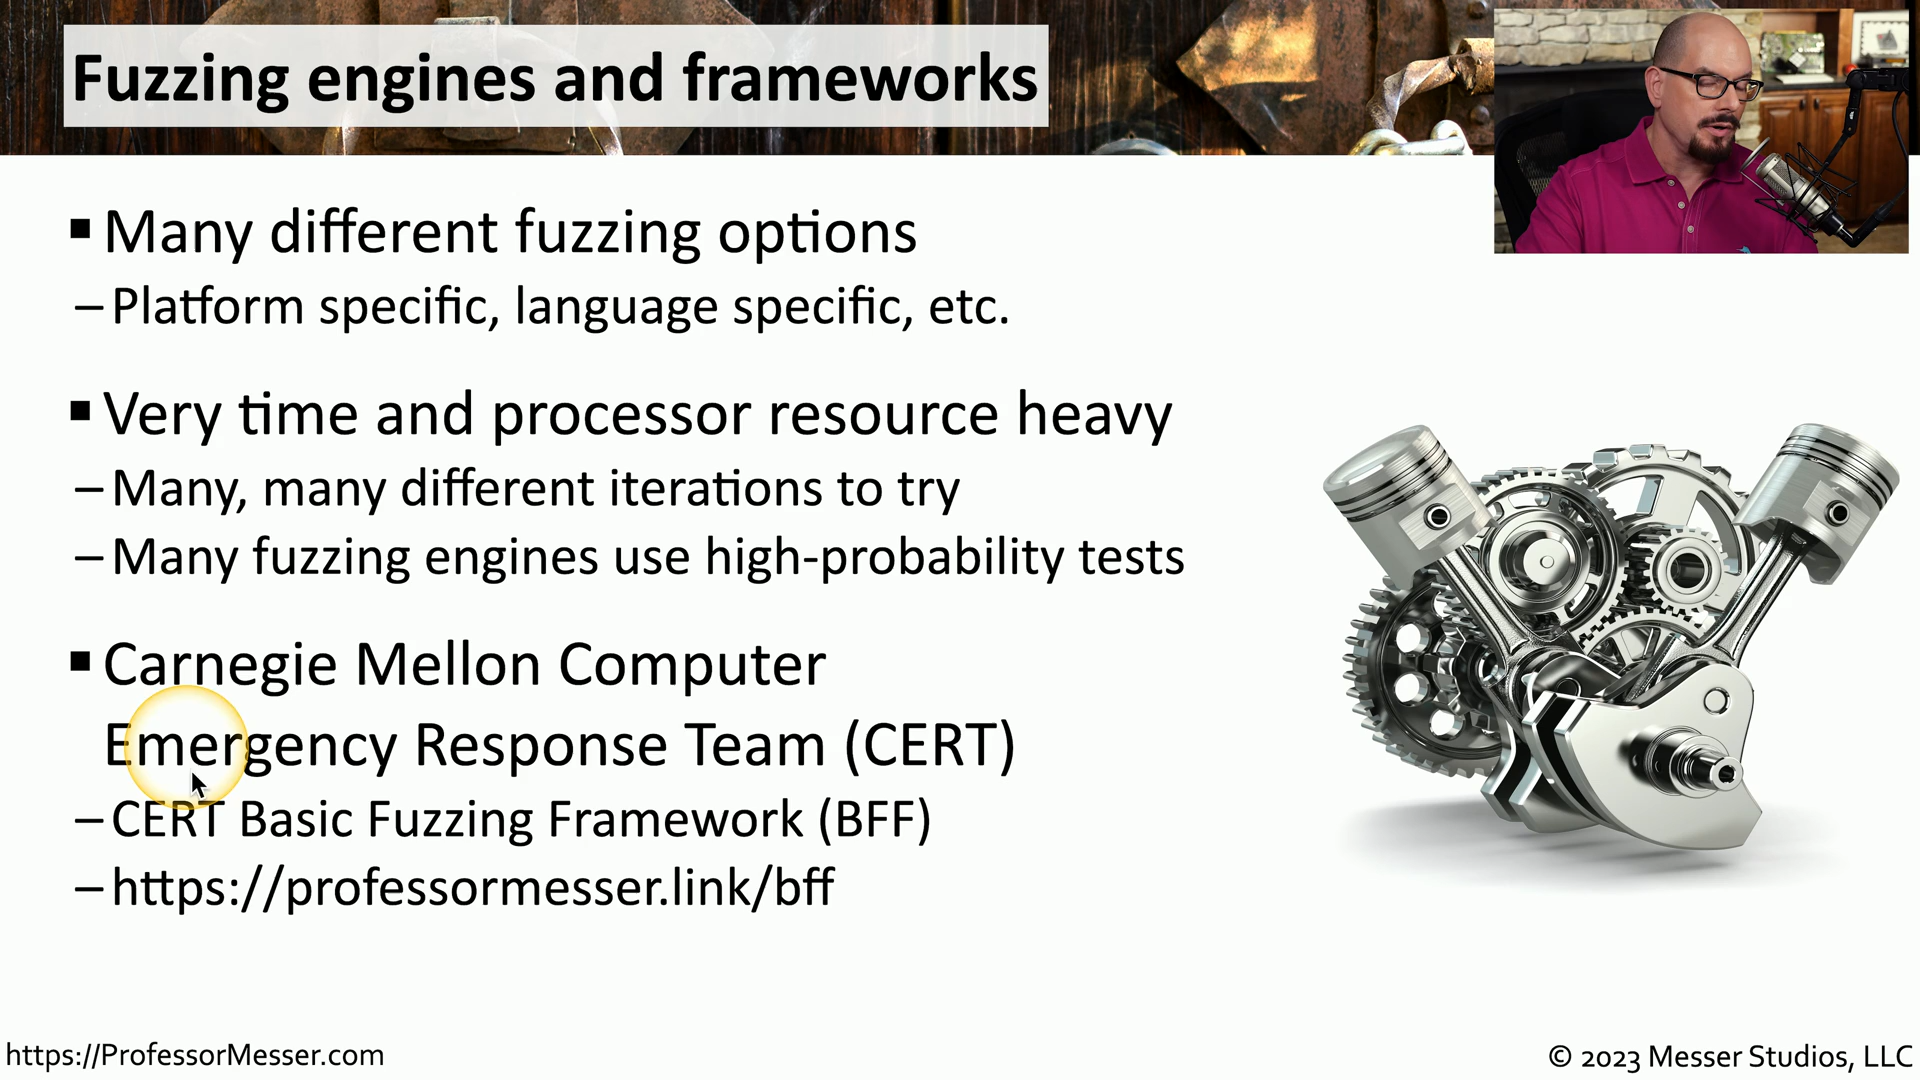 Fuzzing engines and frameworks
▪ Many different fuzzing options
– Platform specific, language specific, etc.
▪ Very time and processor resource heavy
– Many, many different iterations to try
– Many fuzzing engines use high-probability tests
▪ Carnegie Mellon Computer
Emergency Response Team (CERT)
– CERT Basic Fuzzing Framework (BFF)
– https://professormesser.link/bff
https://ProfessorMesser.com
© 2023 Messer Studios, LLC